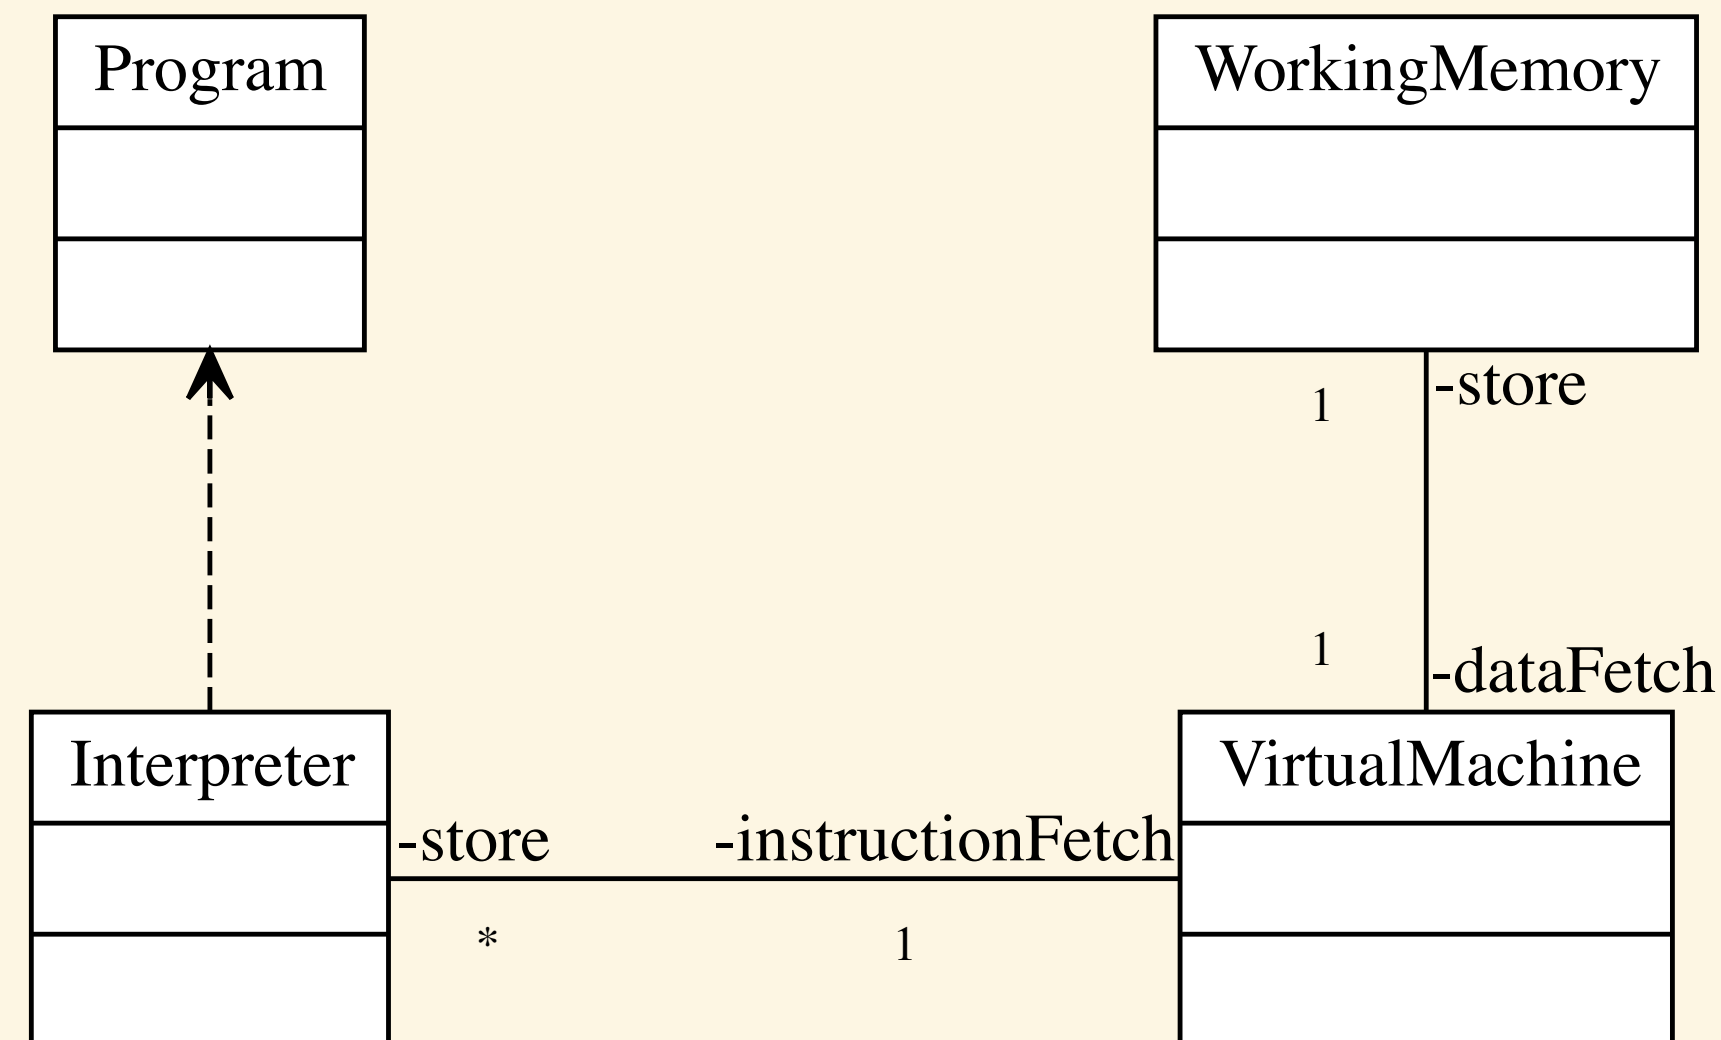 Program
WorkingMemory
-store
1
1
-dataFetch
Interpreter
VirtualMachine
-store
-instructionFetch
*
1